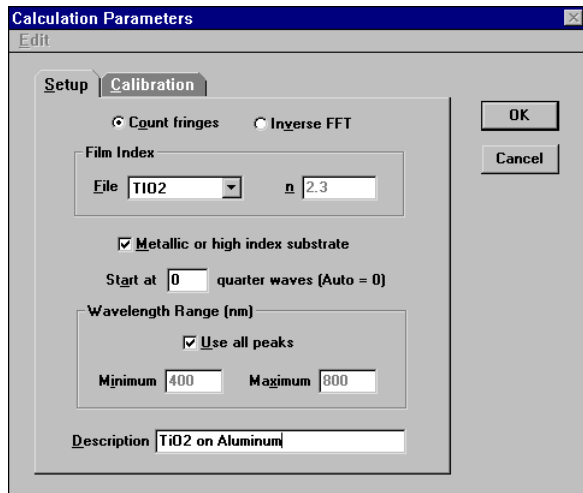 Calculation Parameters
Edit
Setup Calibration
Count fringes Inverse FFT
OK
Cancel
Film Index
File TIO2 n 2.3
Metallic or high index substrate
Start at 0 quarter waves (Auto = 0)
Wavelength Range (nm)
Use all peaks
Minimum 400 Maximum 800
Description TiO2 on Aluminum